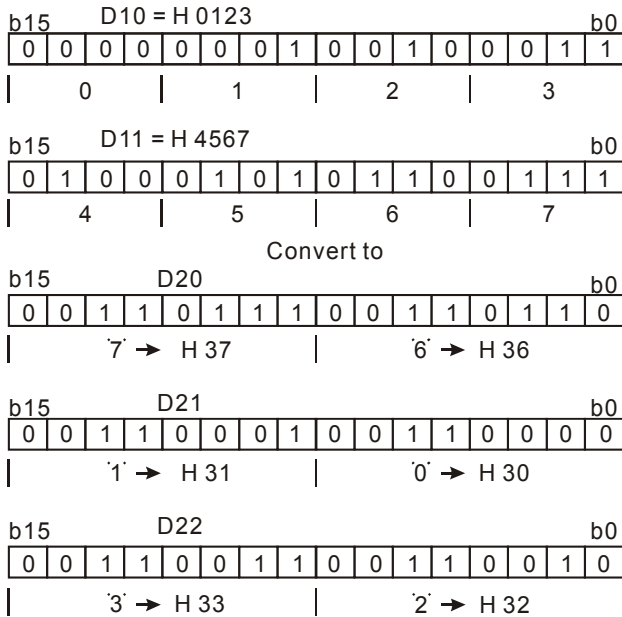 D10 = H 0123
b15 b0
0 0 0 0 0 0 0 1 0 0 1 0 0 0 1 1
0 1 2 3
D11 = H 4567
b15 b0
0 1 0 0 0 1 0 1 0 1 1 0 0 1 1 1
4 5 6 7
Convert to
b15 D20 b0
0 0 1 1 0 1 1 1 0 0 1 1 0 1 1 0
'7' → H 37 '6' → H 36
b15 D21 b0
0 0 1 1 0 0 0 1 0 0 1 1 0 0 0 0
'1' → H 31 '0' → H 30
b15 D22 b0
0 0 1 1 0 0 1 1 0 0 1 1 0 0 1 0
'3' → H 33 '2' → H 32